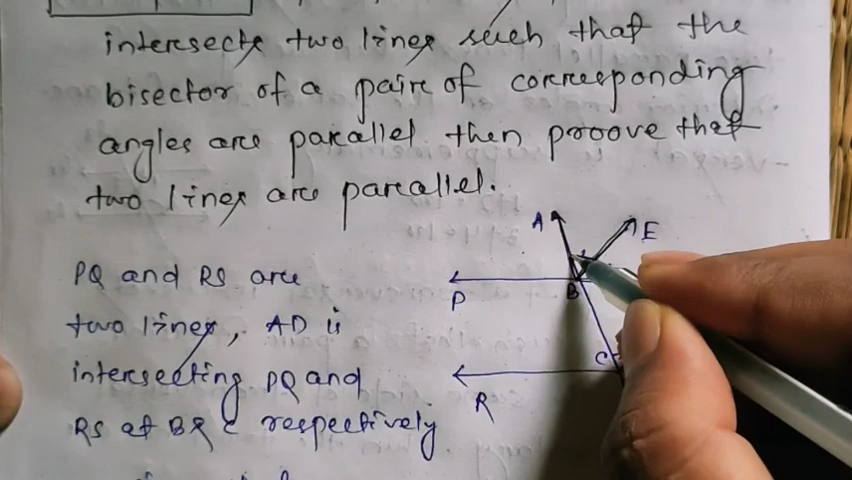 intersects two lines such that the
bisector of a pair of corresponding
angles are parallel then proove that
two lines are parallel.
A
E
PQ and RS are
P
B
two lines, AD is
C
intersecting PQ and
R
RS at B & C respectively